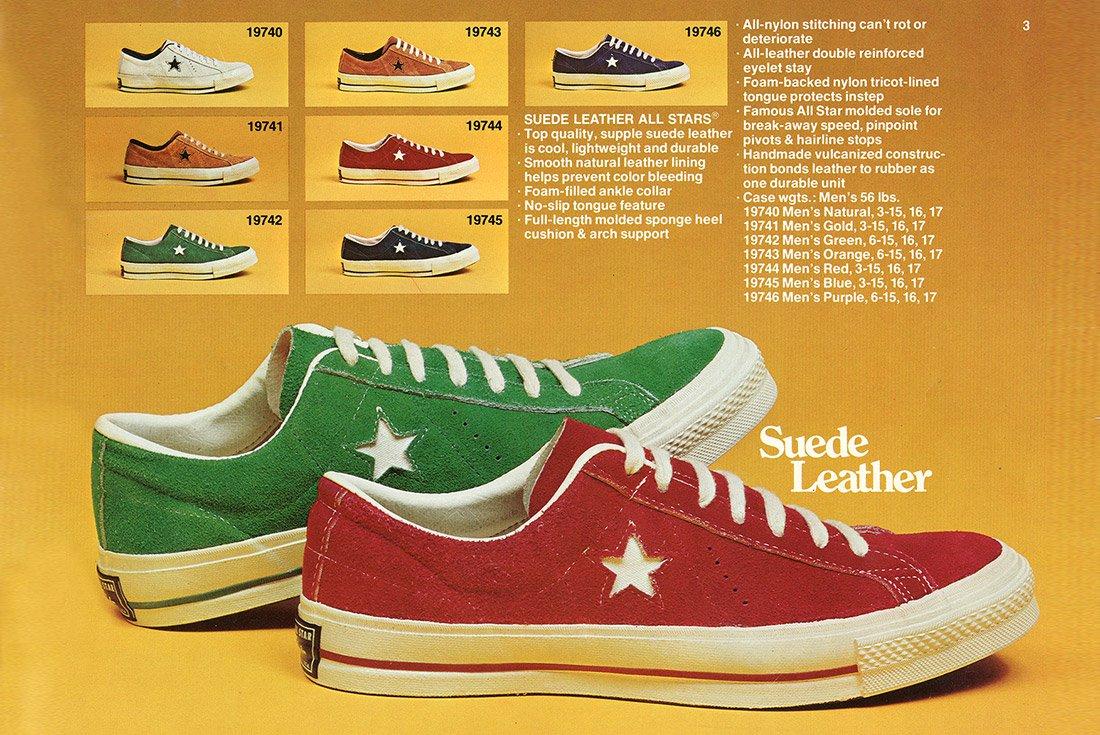 19740
19743
19746
19741
19744
19742
19745
SUEDE LEATHER ALL STARS®
· Top quality, supple suede leather
is cool, lightweight and durable
· Smooth natural leather lining
helps prevent color bleeding
· Foam-filled ankle collar
· No-slip tongue feature
· Full-length molded sponge heel
cushion & arch support
· All-nylon stitching can't rot or
deteriorate
· All-leather double reinforced
eyelet stay
· Foam-backed nylon tricot-lined
tongue protects instep
· Famous All Star molded sole for
break-away speed, pinpoint
pivots & hairline stops
· Handmade vulcanized construc-
tion bonds leather to rubber as
one durable unit
· Case wgts.: Men's 56 lbs.
19740 Men's Natural, 3-15, 16, 17
19741 Men's Gold, 3-15, 16, 17
19742 Men's Green, 6-15, 16, 17
19743 Men's Orange, 6-15, 16, 17
19744 Men's Red, 3-15, 16, 17
19745 Men's Blue, 3-15, 16, 17
19746 Men's Purple, 6-15, 16, 17
3
Suede
Leather
STAR
STAR